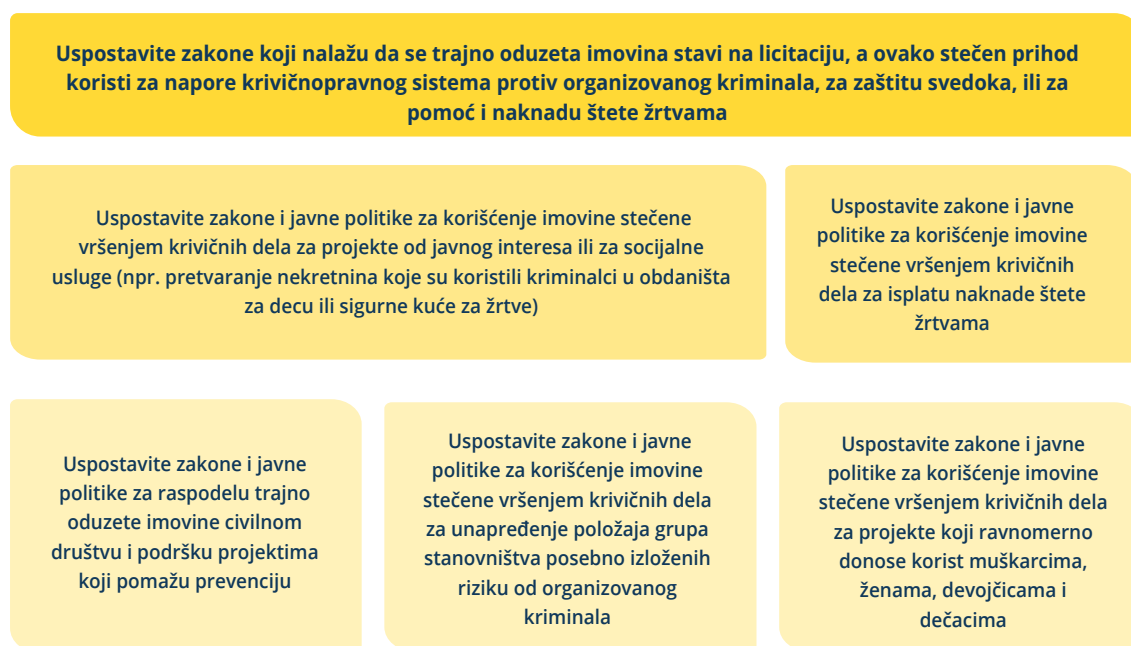 Uspostavite zakone koji nalažu da se trajno oduzeta imovina stavi na licitaciju, a ovako stečen prihod
koristi za napore krivičnopravnog sistema protiv organizovanog kriminala, za zaštitu svedoka, ili za
pomoć i naknadu štete žrtvama
Uspostavite zakone i javne politike za korišćenje imovine stečene
vršenjem krivičnih dela za projekte od javnog interesa ili za socijalne
usluge (npr. pretvaranje nekretnina koje su koristili kriminalci u obdaništa
za decu ili sigurne kuće za žrtve)
Uspostavite zakone i javne
politike za korišćenje imovine
stečene vršenjem krivičnih
dela za isplatu naknade štete
žrtvama
Uspostavite zakone i javne
politike za raspodelu trajno
oduzete imovine civilnom
društvu i podršku projektima
koji pomažu prevenciju
Uspostavite zakone i javne
politike za korišćenje imovine
stečene vršenjem krivičnih dela
za unapređenje položaja grupa
stanovništva posebno izloženih
riziku od organizovanog
kriminala
Uspostavite zakone i javne
politike za korišćenje imovine
stečene vršenjem krivičnih dela
za projekte koji ravnomerno
donose korist muškarcima,
ženama, devojčicama i
dečacima